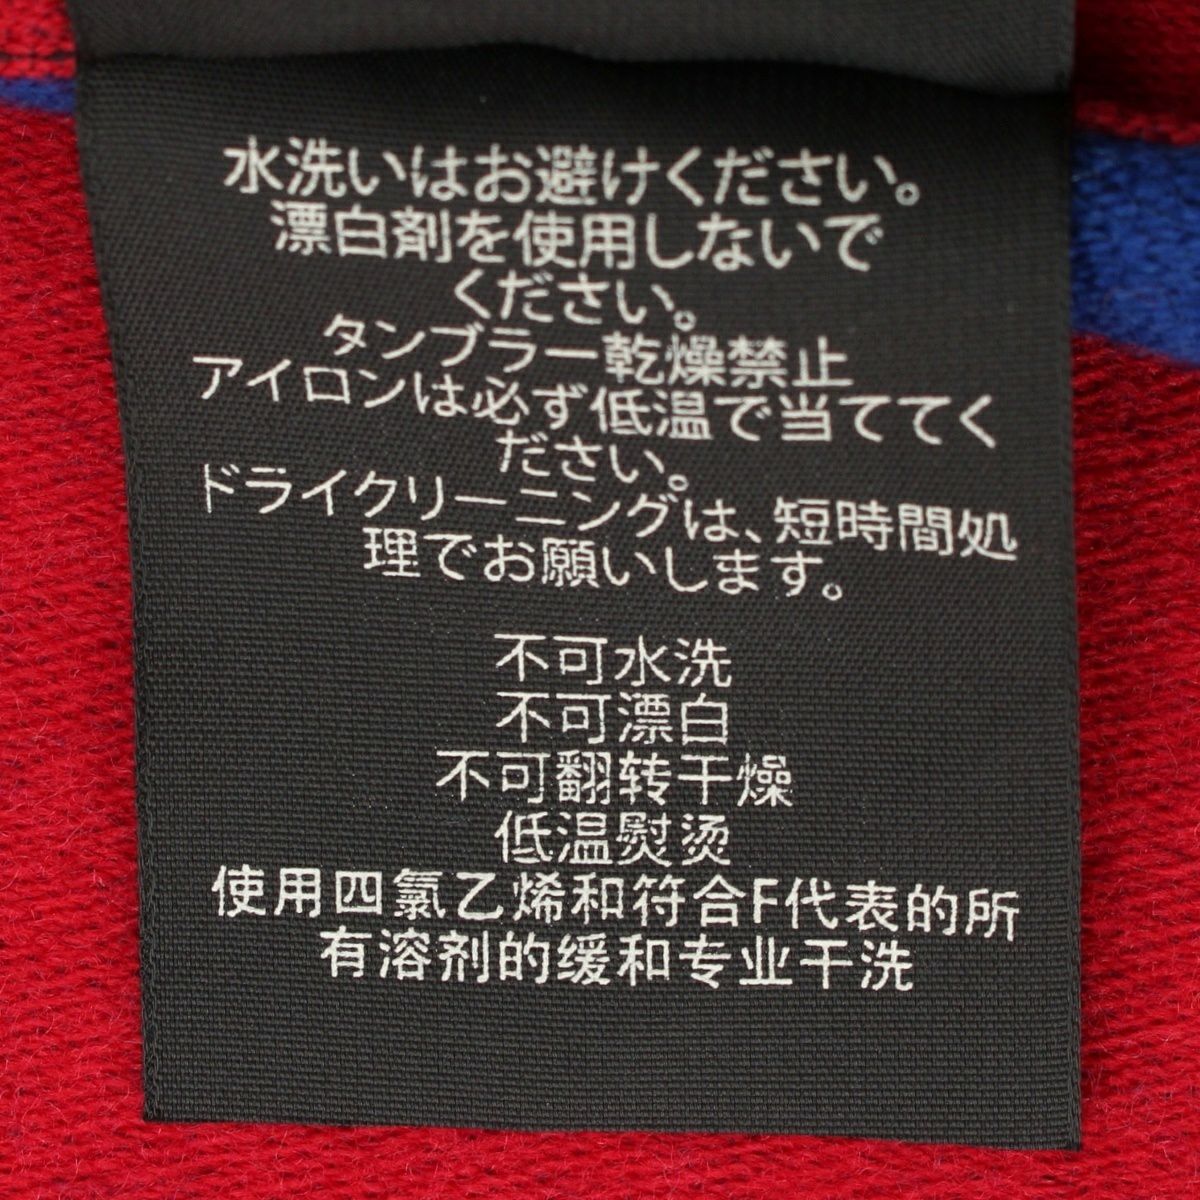 水洗いはお避けください。
漂白剤を使用しないで
ください。
タンブラー乾燥禁止
アイロンは必ず低温で当ててく
ださい。
ドライクリーニングは、短時間処
理でお願いします。
不可水洗
不可漂白
不可翻转干燥
低温熨烫
使用四氯乙烯和符合F代表的所
有溶剂的缓和专业干洗